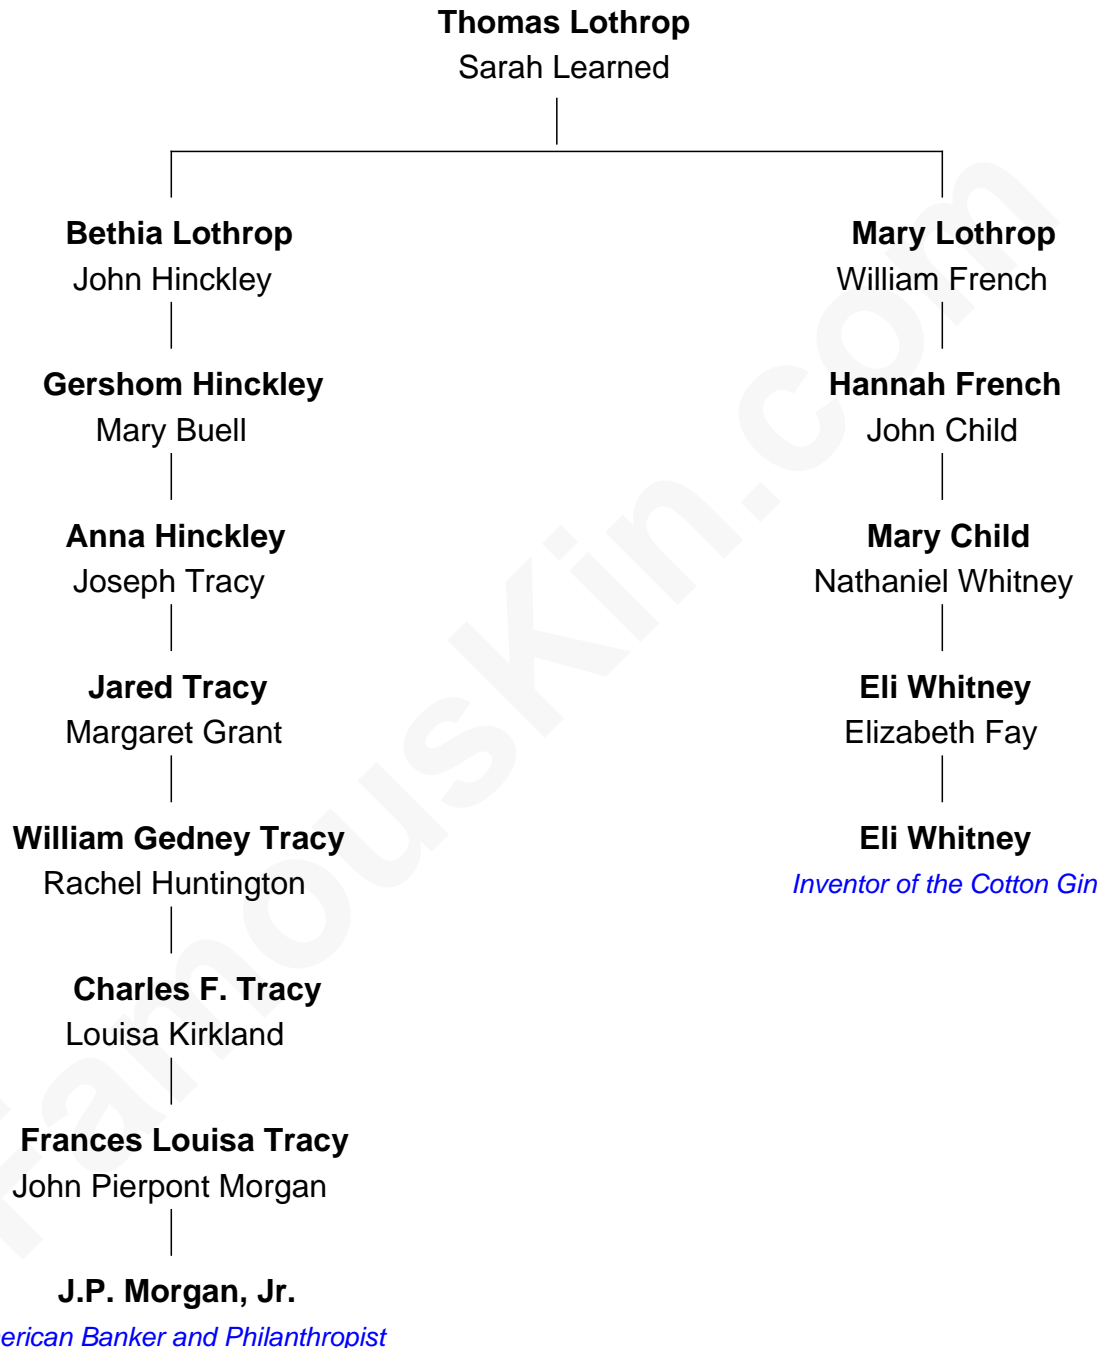 Thomas Lothrop
Sarah Learned
Bethia Lothrop
John Hinckley
Mary Lothrop
William French
Gershom Hinckley
Mary Buell
Hannah French
John Child
Anna Hinckley
Joseph Tracy
Mary Child
Nathaniel Whitney
Jared Tracy
Margaret Grant
Eli Whitney
Elizabeth Fay
William Gedney Tracy
Rachel Huntington
Eli Whitney
Inventor of the Cotton Gin
Charles F. Tracy
Louisa Kirkland
Frances Louisa Tracy
John Pierpont Morgan
J.P. Morgan, Jr.
erican Banker and Philanthropist
FamousKin.com